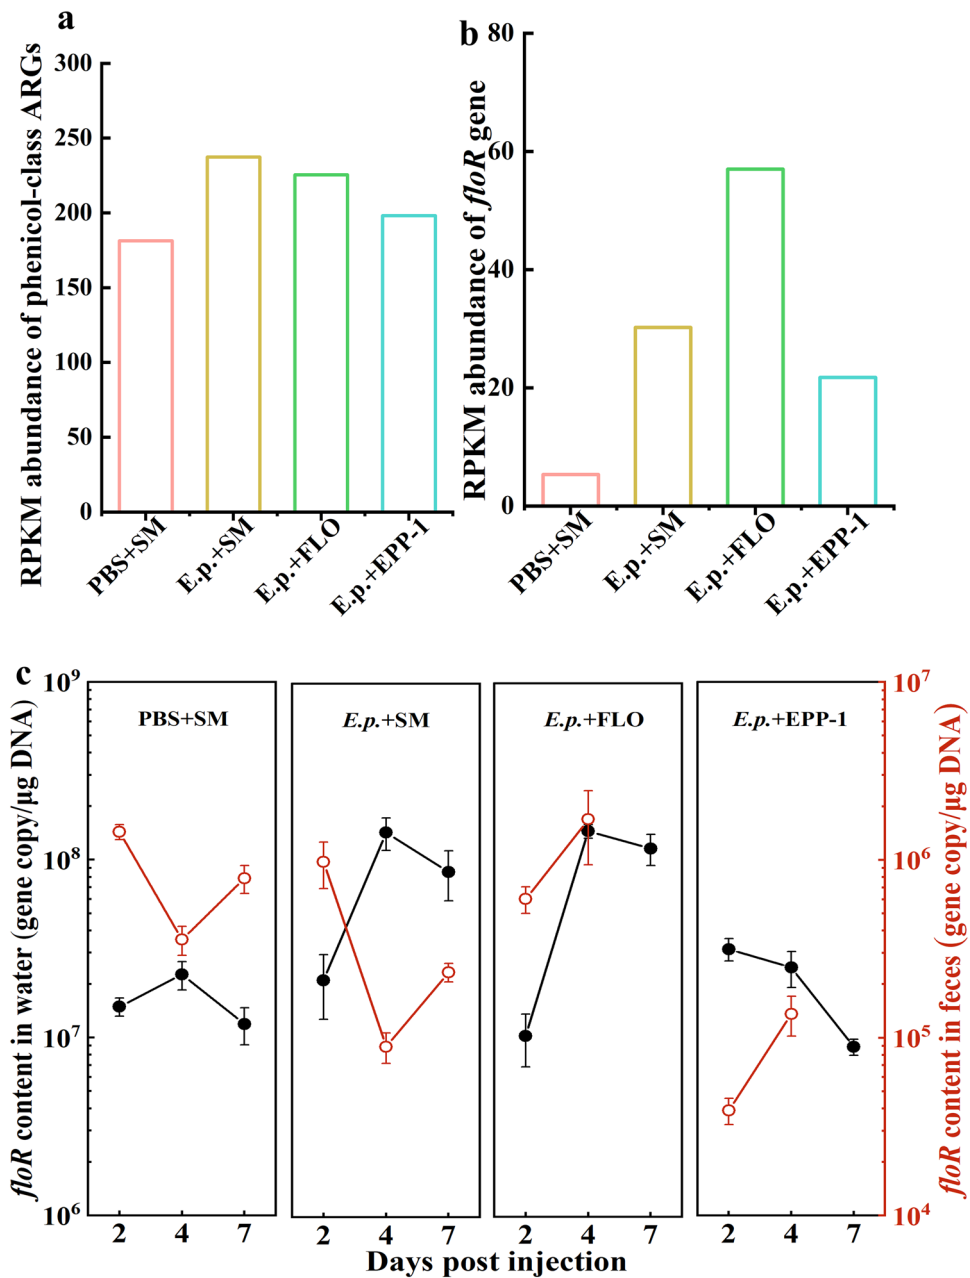 a
RPKM abundance of phenicol-class ARGs
300
250
200
150
100
50
0
PBS+SM
E.p.+SM
E.p.+FLO
E.p.+EPP-1
b
RPKM abundance of floR gene
80
60
40
20
0
PBS+SM
E.p.+SM
E.p.+FLO
E.p.+EPP-1
c
floR content in water (gene copy/μg DNA)
10⁹
10⁸
10⁷
10⁶
PBS+SM
E.p.+SM
E.p.+FLO
E.p.+EPP-1
10⁷
10⁶
10⁵
10⁴
floR content in feces (gene copy/μg DNA)
2 4 7 2 4 7 2 4 7 2 4 7
Days post injection